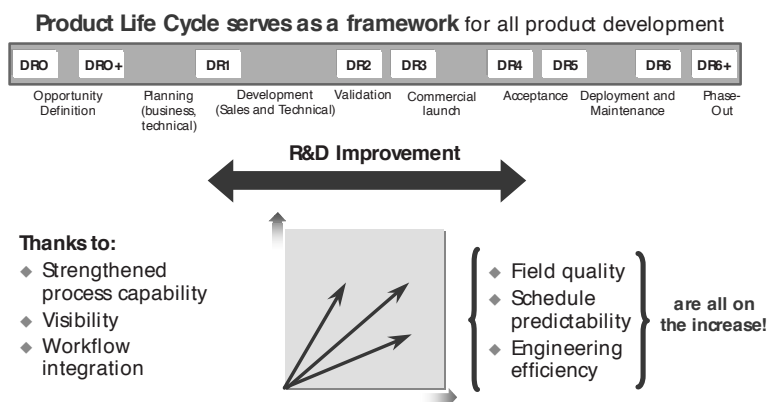 Product Life Cycle serves as a framework for all product development
DR0 DR0+ DR1 DR2 DR3 DR4 DR5 DR6 DR6+
Opportunity
Definition
Planning
(business,
technical)
Development
(Sales and Technical)
Validation
Commercial
launch
Acceptance
Deployment and
Maintenance
Phase-
Out
R&D Improvement
Thanks to:
◆ Strengthened
process capability
◆ Visibility
◆ Workflow
integration
◆ Field quality
◆ Schedule
predictability
◆ Engineering
efficiency
are all on
the increase!